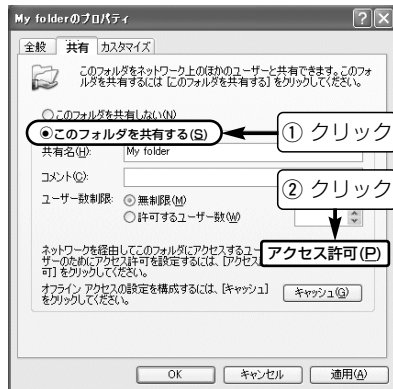 My folderのプロパティ
全般 共有 カスタマイズ
このフォルダをネットワーク上のほかのユーザーと共有できます。このフォ
ルダを共有するには [このフォルダを共有する] をクリックしてください。
このフォルダを共有しない(N)
このフォルダを共有する(S)
① クリック
共有名(H): My folder
コメント(C):
② クリック
ユーザー数制限: 無制限(M)
許可するユーザー数(W)
ネットワークを経由してこのフォルダにアクセスするユー
ザーのためにアクセス許可を設定するには、[アクセス
可] をクリックしてください。
アクセス許可(P)
オフライン アクセスの設定を構成するには、[キャッシュ]
をクリックしてください。
キャッシュ(G)
OK キャンセル 適用(A)